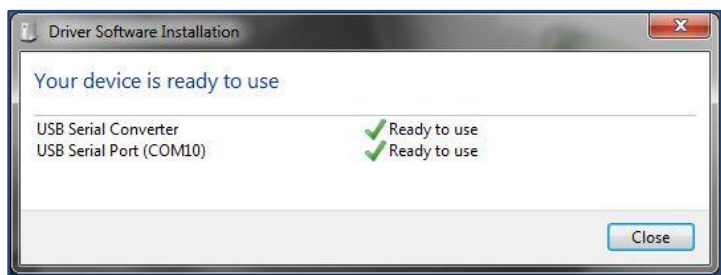 Driver Software Installation
Your device is ready to use
USB Serial Converter Ready to use
USB Serial Port (COM10) Ready to use
Close